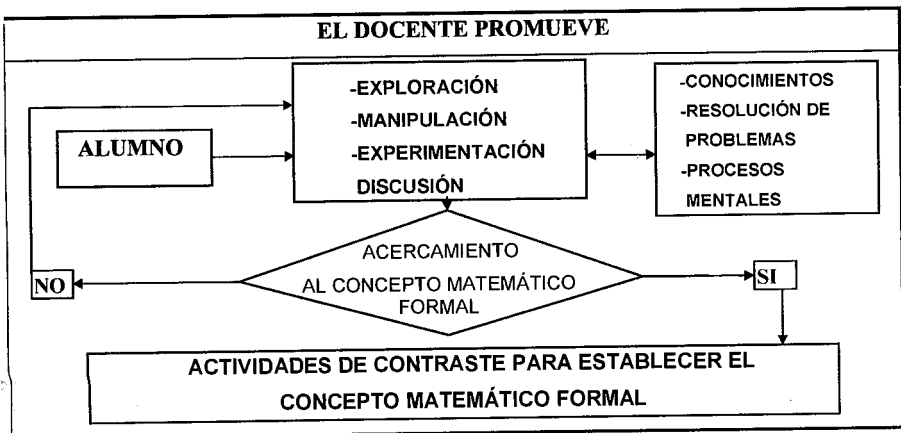 EL DOCENTE PROMUEVE
-EXPLORACIÓN
-MANIPULACIÓN
-EXPERIMENTACIÓN
DISCUSIÓN
-CONOCIMIENTOS
-RESOLUCIÓN DE
PROBLEMAS
-PROCESOS
MENTALES
ALUMNO
ACERCAMIENTO
AL CONCEPTO MATEMÁTICO
FORMAL
NO
SI
ACTIVIDADES DE CONTRASTE PARA ESTABLECER EL
CONCEPTO MATEMÁTICO FORMAL